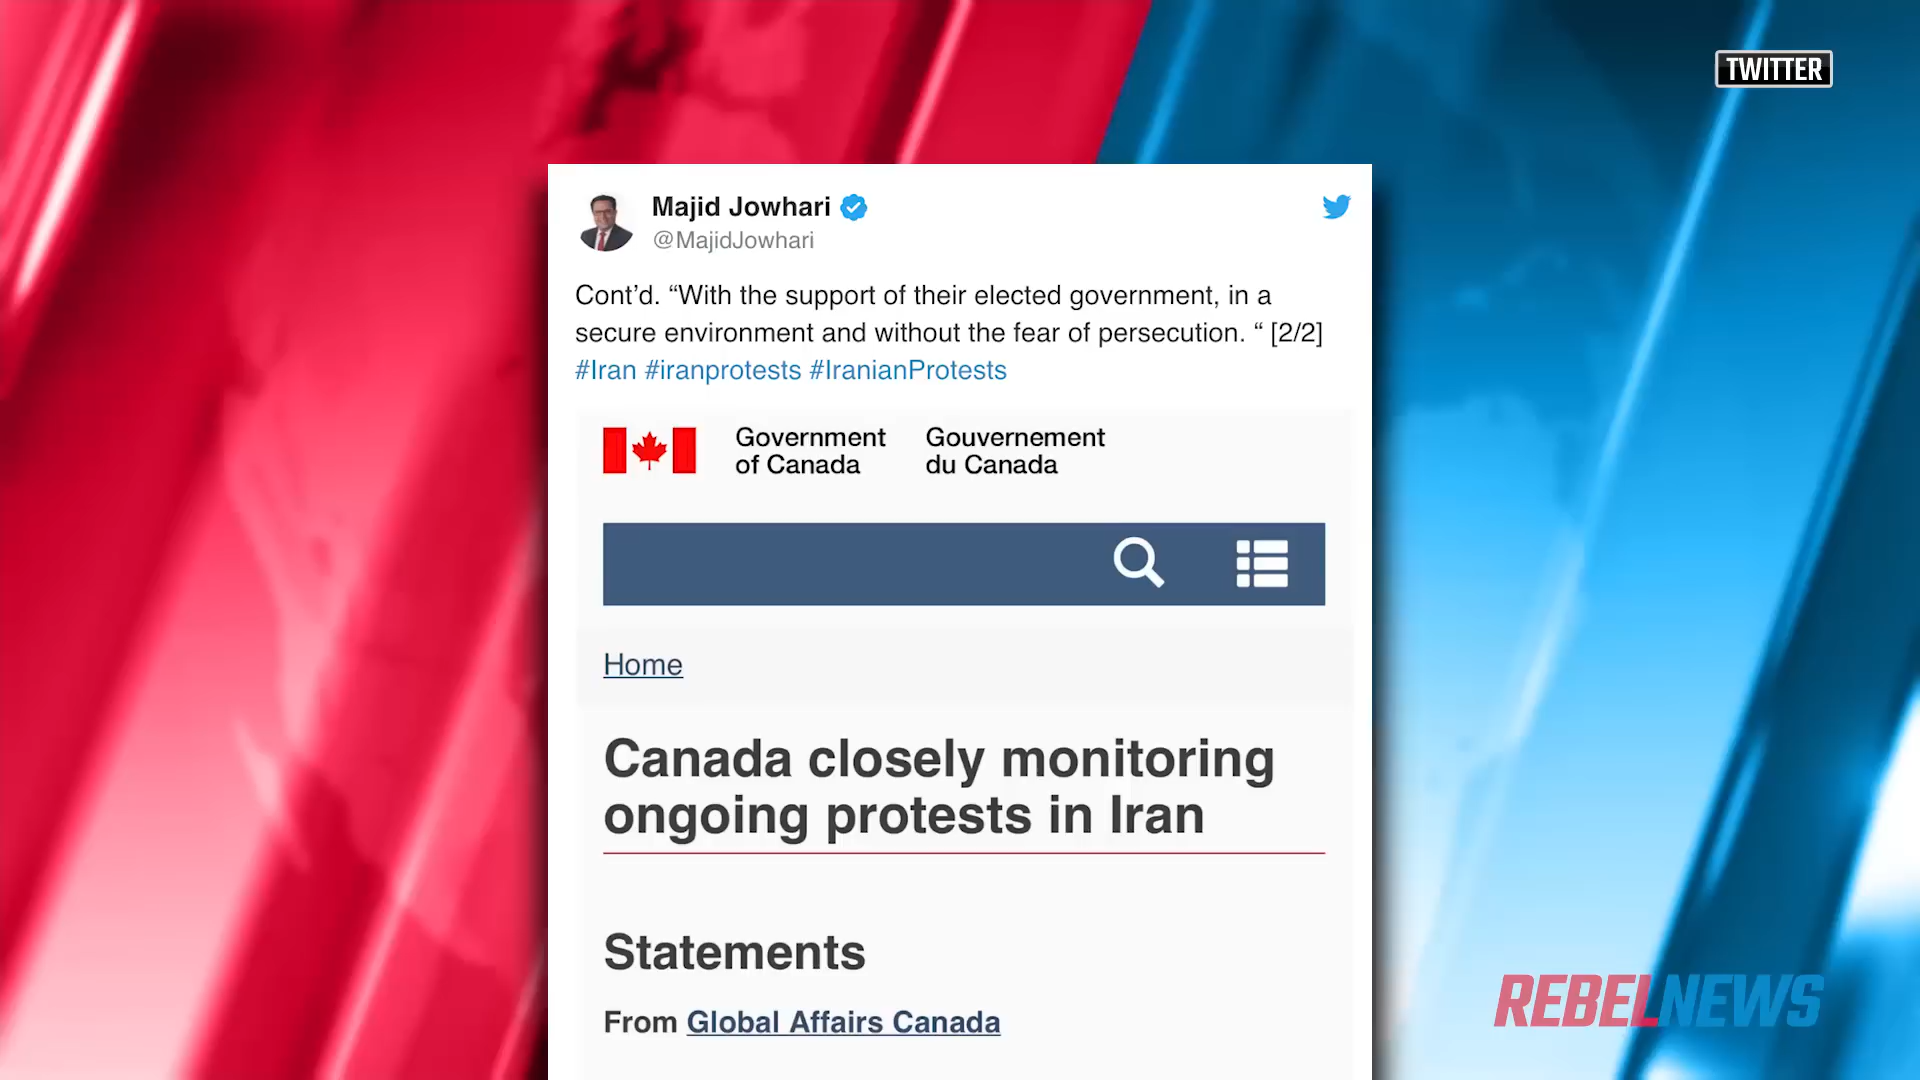 TWITTER
Majid Jowhari
@MajidJowhari
Cont’d. “With the support of their elected government, in a
secure environment and without the fear of persecution. “ [2/2]
#Iran #iranprotests #IranianProtests
Government of Canada
Gouvernement du Canada
Home
Canada closely monitoring
ongoing protests in Iran
Statements
From Global Affairs Canada
REBELNEWS